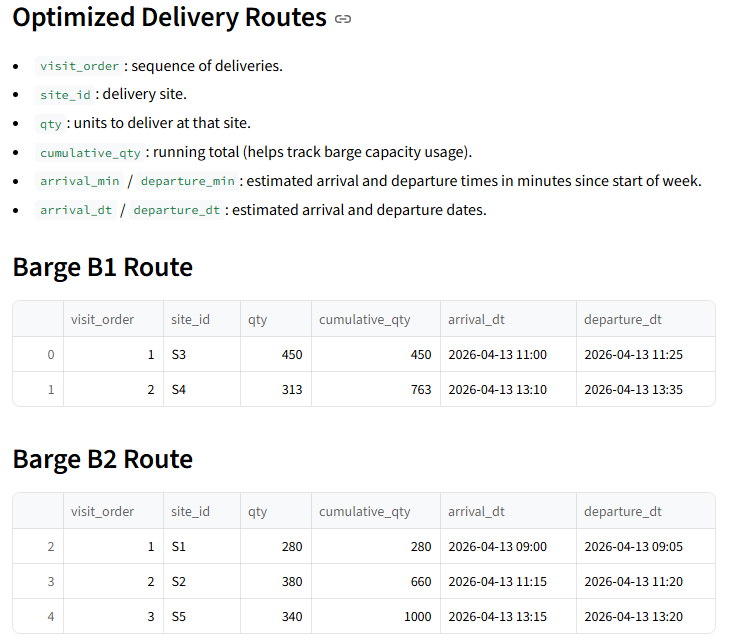 Optimized Delivery Routes
• visit_order : sequence of deliveries.
• site_id : delivery site.
• qty : units to deliver at that site.
• cumulative_qty : running total (helps track barge capacity usage).
• arrival_min / departure_min : estimated arrival and departure times in minutes since start of week.
• arrival_dt / departure_dt : estimated arrival and departure dates.
Barge B1 Route
visit_order site_id qty cumulative_qty arrival_dt departure_dt
0 1 S3 450 450 2026-04-13 11:00 2026-04-13 11:25
1 2 S4 313 763 2026-04-13 13:10 2026-04-13 13:35
Barge B2 Route
visit_order site_id qty cumulative_qty arrival_dt departure_dt
2 1 S1 280 280 2026-04-13 09:00 2026-04-13 09:05
3 2 S2 380 660 2026-04-13 11:15 2026-04-13 11:20
4 3 S5 340 1000 2026-04-13 13:15 2026-04-13 13:20